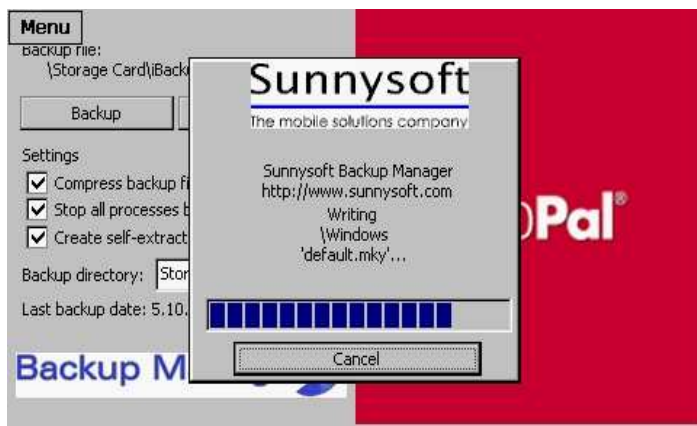 Menu
Backup file:
\Storage Card\iBack
Backup
Settings
Compress backup fi
Stop all processes b
Create self-extract
Backup directory: Stor
Last backup date: 5.10.
Backup M
Sunnysoft
The mobile solutions company
Sunnysoft Backup Manager
http://www.sunnysoft.com
Writing
\Windows
'default.mky'...
Cancel
Pal®